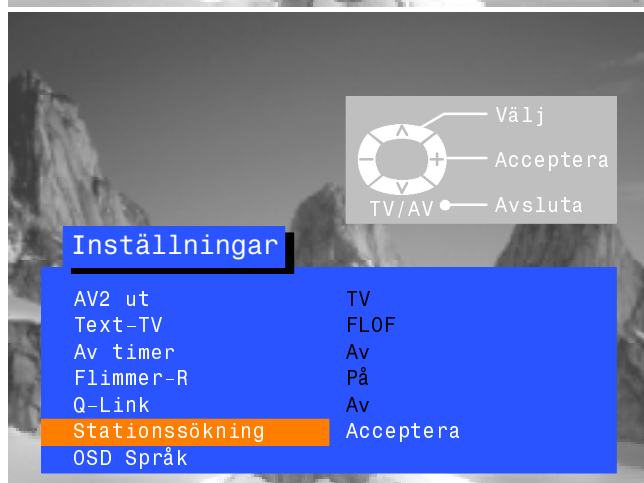 Välj
Acceptera
TV/AV Avsluta
Inställningar
AV2 ut TV
Text-TV FLOF
Av timer Av
Flimmer-R På
Q-Link Av
Stationssökning Acceptera
OSD Språk